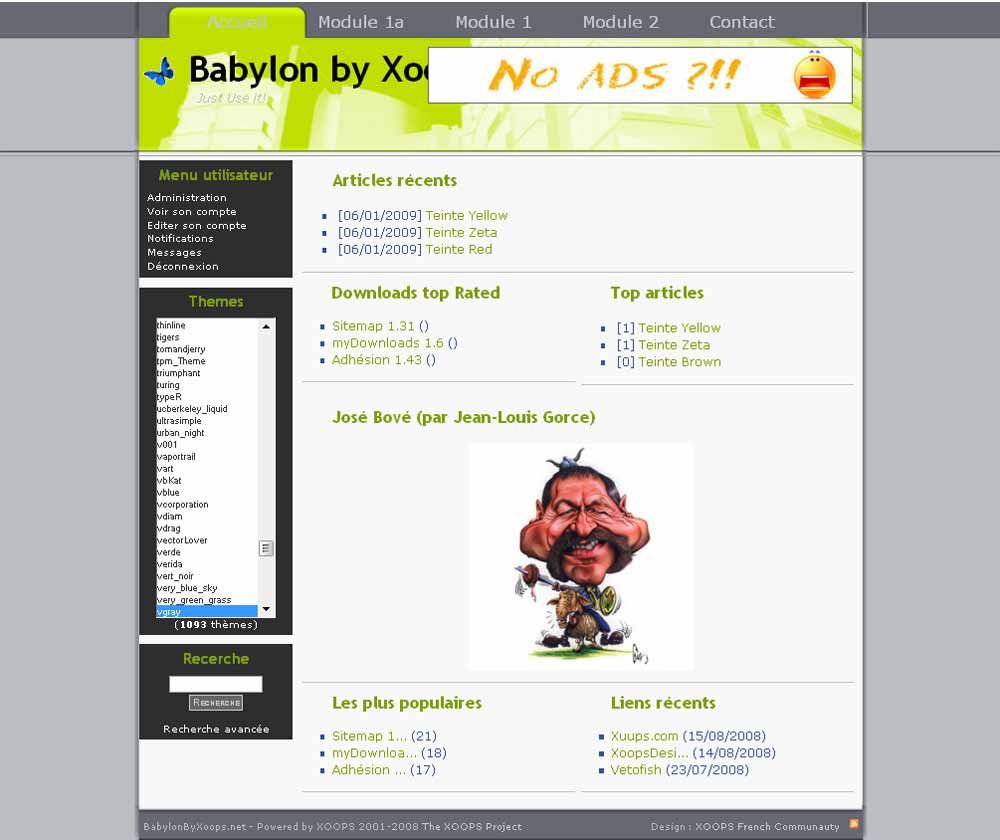 Accueil Module 1a Module 1 Module 2 Contact
Babylon by Xoo
Just Use it!
No ADS ?!!
Menu utilisateur
Administration
Voir son compte
Editer son compte
Notifications
Messages
Déconnexion
Themes
thinline
tigers
tomandjerry
tpm_Theme
triumphant
turing
typeR
ucberkeley_liquid
ultrasimple
urban_night
v001
vaportrail
vart
vbKat
vblue
vcorporation
vdiam
vdrag
vectorLover
verde
verida
vert_noir
very_blue_sky
very_green_grass
vgray
(1093 thèmes)
Recerche
Recherche
Recherche avancée
Articles récents
[06/01/2009] Teinte Yellow
[06/01/2009] Teinte Zeta
[06/01/2009] Teinte Red
Downloads top Rated
Sitemap 1.31 ()
myDownloads 1.6 ()
Adhésion 1.43 ()
Top articles
[1] Teinte Yellow
[1] Teinte Zeta
[0] Teinte Brown
José Bové (par Jean-Louis Gorce)
Les plus populaires
Sitemap 1... (21)
myDownloa... (18)
Adhésion ... (17)
Liens récents
Xuups.com (15/08/2008)
XoopsDesi... (14/08/2008)
Vetofish (23/07/2008)
BabylonByXoops.net - Powered by XOOPS 2001-2008 The XOOPS Project
Design : XOOPS French Communauty